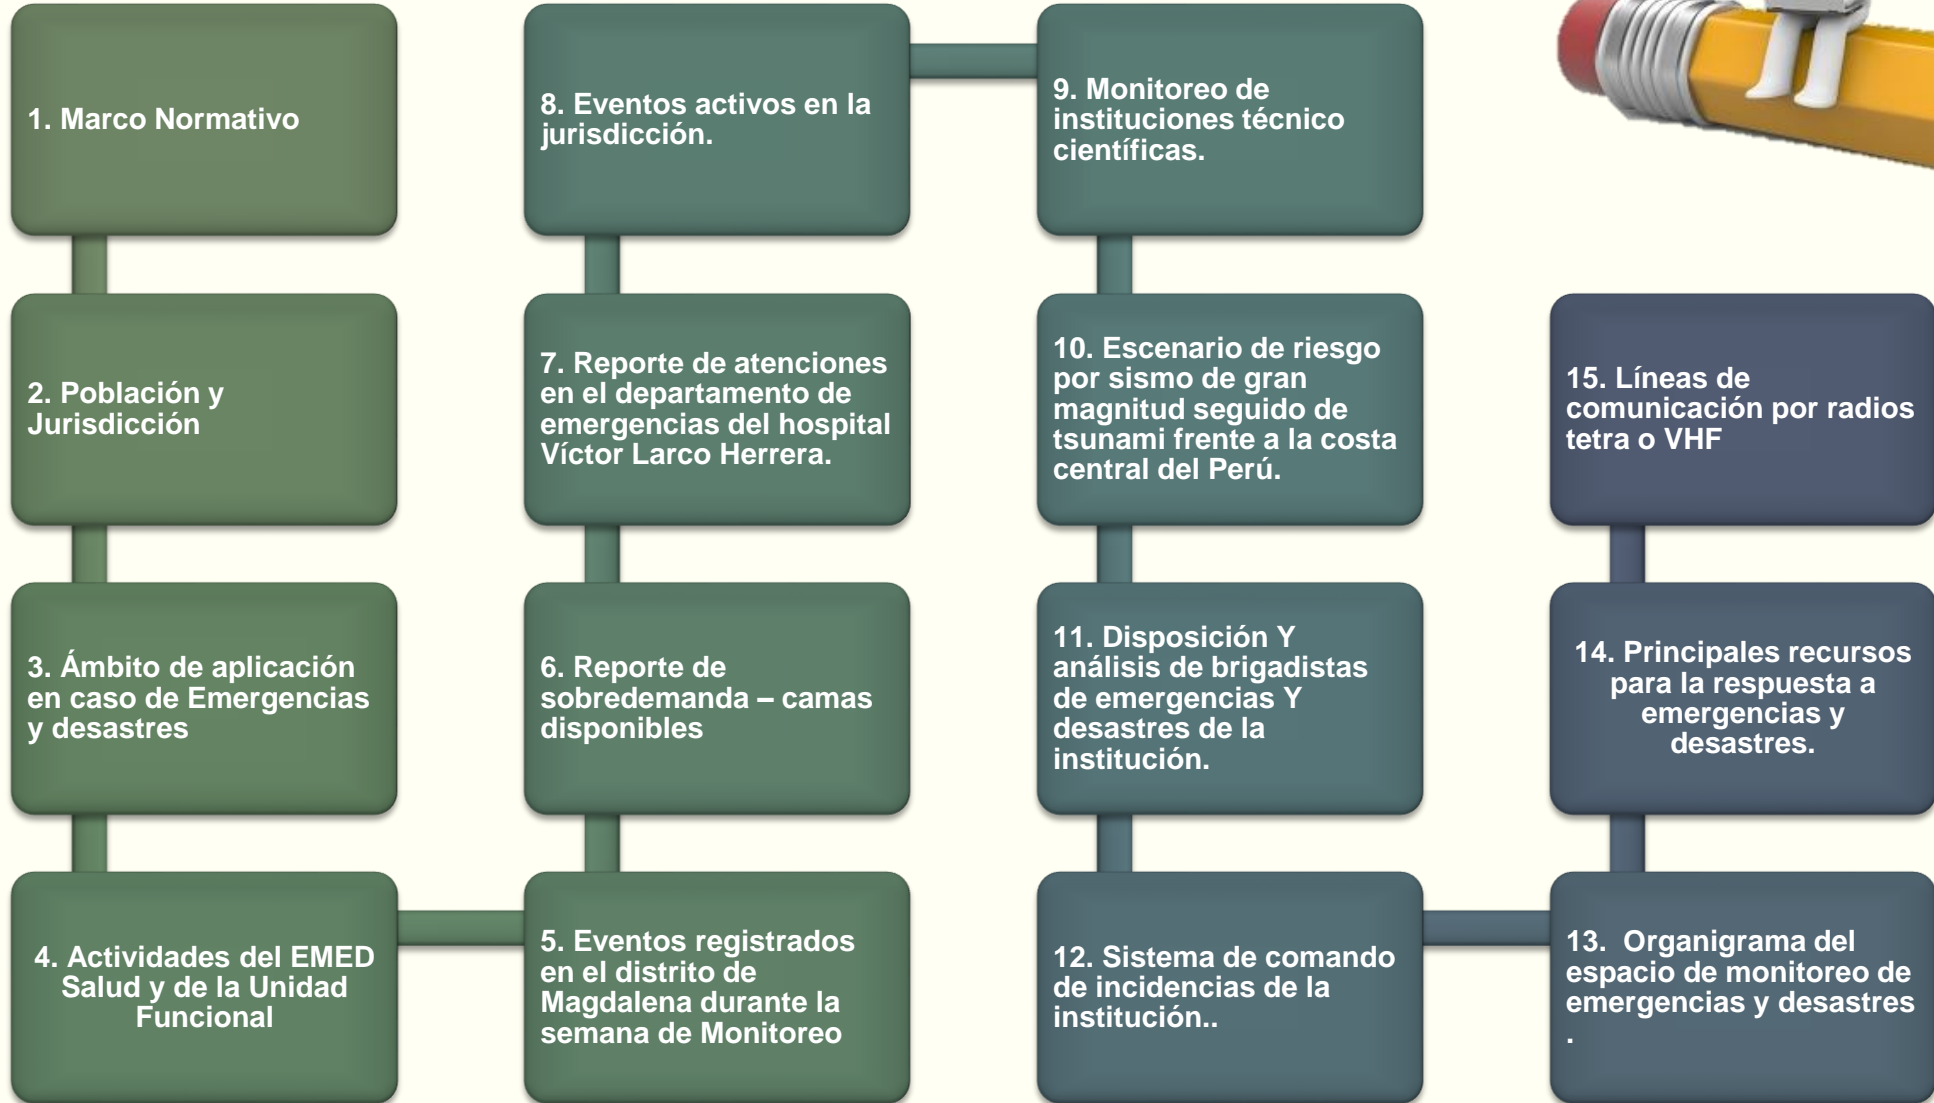 1. Marco Normativo
2. Población y
Jurisdicción
3. Ámbito de aplicación
en caso de Emergencias
y desastres
4. Actividades del EMED
Salud y de la Unidad
Funcional
5. Eventos registrados
en el distrito de
Magdalena durante la
semana de Monitoreo
6. Reporte de
sobredemanda – camas
disponibles
7. Reporte de atenciones
en el departamento de
emergencias del hospital
Víctor Larco Herrera.
8. Eventos activos en la
jurisdicción.
9. Monitoreo de
instituciones técnico
científicas.
10. Escenario de riesgo
por sismo de gran
magnitud seguido de
tsunami frente a la costa
central del Perú.
11. Disposición Y
análisis de brigadistas
de emergencias Y
desastres de la
institución.
12. Sistema de comando
de incidencias de la
institución..
13. Organigrama del
espacio de monitoreo de
emergencias y desastres
.
14. Principales recursos
para la respuesta a
emergencias y
desastres.
15. Líneas de
comunicación por radios
tetra o VHF